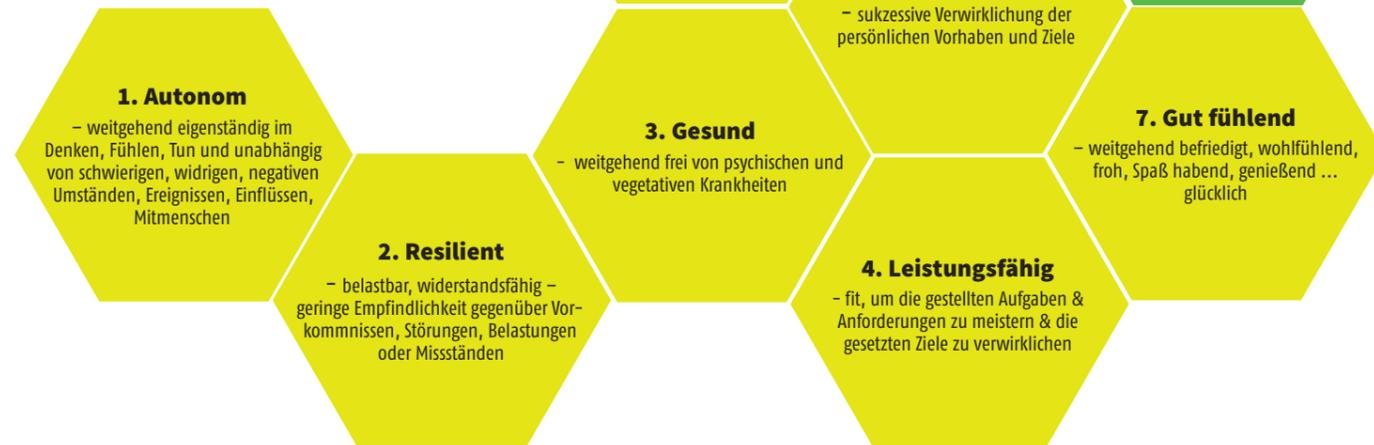 1. Autonom
– weitgehend eigenständig im
Denken, Fühlen, Tun und unabhängig
von schwierigen, widrigen, negativen
Umständen, Ereignissen, Einflüssen,
Mitmenschen
2. Resilient
– belastbar, widerstandsfähig –
geringe Empfindlichkeit gegenüber Vor-
kommnissen, Störungen, Belastungen
oder Missständen
3. Gesund
– weitgehend frei von psychischen und
vegetativen Krankheiten
– sukzessive Verwirklichung der
persönlichen Vorhaben und Ziele
4. Leistungsfähig
– fit, um die gestellten Aufgaben &
Anforderungen zu meistern & die
gesetzten Ziele zu verwirklichen
7. Gut fühlend
– weitgehend befriedigt, wohlfühlend,
froh, Spaß habend, genießend ...
glücklich